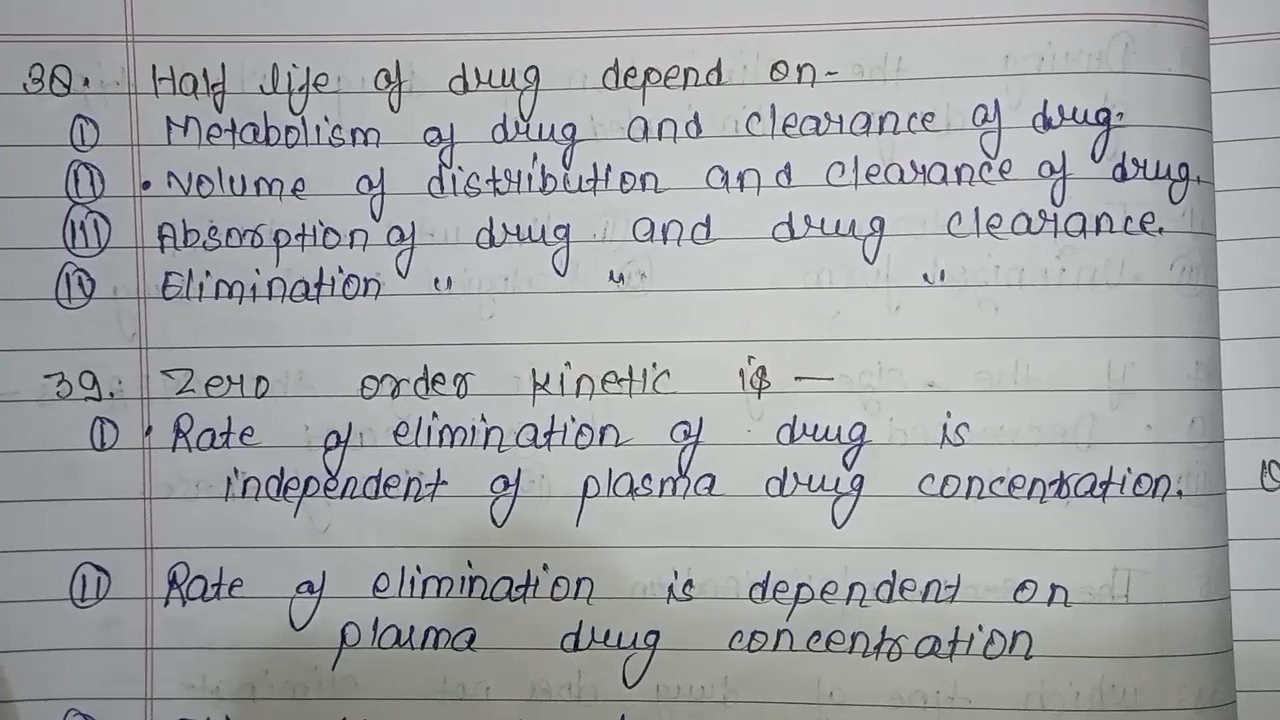 38. Half life of drug depend on-
(I) Metabolism of drug and clearance of drug.
(II) • Volume of distribution and clearance of drug.
(III) Absorption of drug and drug clearance.
(IV) Elimination " " "
39. Zero order kinetic is —
(I) • Rate of elimination of drug is
independent of plasma drug concentration.
(II) Rate of elimination is dependent on
plasma drug concentration